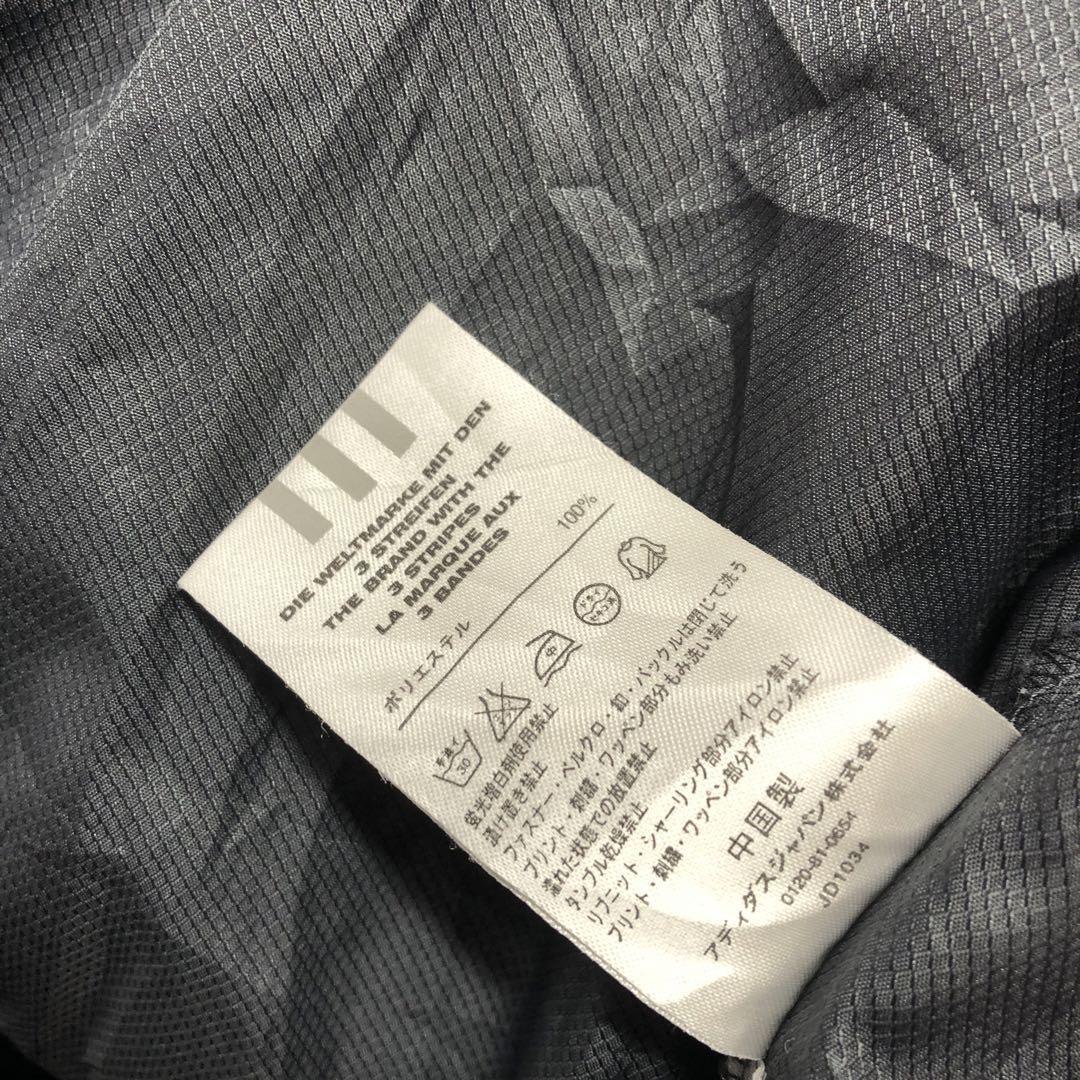 DIE WELTMARKE MIT DEN
3 STREIFEN
THE BRAND WITH THE
3 STRIPES
LA MARQUE AUX
3 BANDES
ポリエステル 100%
手洗イ 30
中
ドライ セキユ系
蛍光増白剤使用禁止
漬け置き禁止
ファスナー・ベルクロ・釦・バックルは閉じて洗う
プリント・刺繍・ワッペン部分もみ洗い禁止
濡れた状態での放置禁止
タンブル乾燥禁止
リブニット・シャーリング部分アイロン禁止
プリント・刺繍・ワッペン部分アイロン禁止
中国製
アディダスジャパン株式会社
0120-81-0654
JD1034